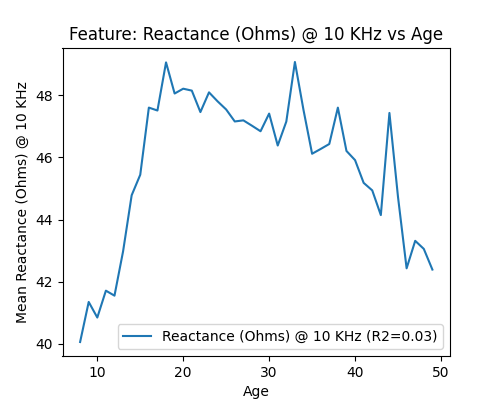 Feature: Reactance (Ohms) @ 10 KHz vs Age
Mean Reactance (Ohms) @ 10 KHz
48
46
44
42
40
Reactance (Ohms) @ 10 KHz (R2=0.03)
10
20
30
40
50
Age